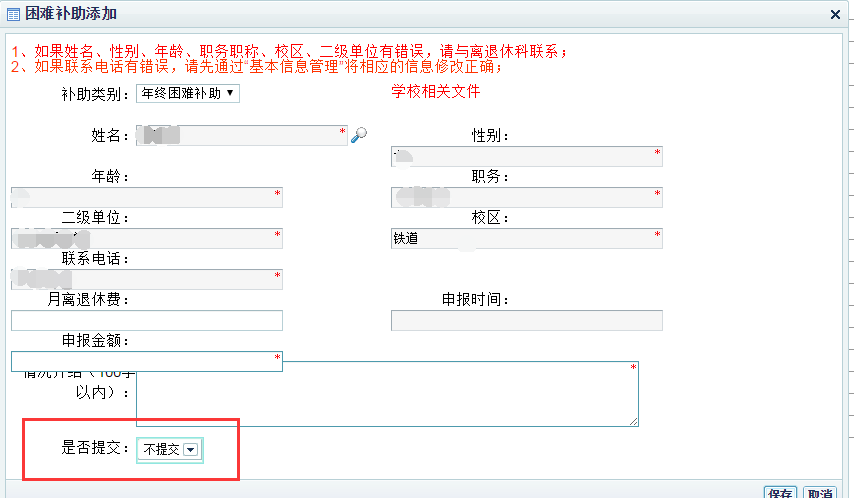 困难补助添加
1、如果姓名、性别、年龄、职务职称、校区、二级单位有错误，请与离退休科联系；
2、如果联系电话有错误，请先通过“基本信息管理”将相应的信息修改正确；
补助类别： 年终困难补助 学校相关文件
姓名： * 性别：
*
年龄： 职务：
* *
二级单位： 校区：
* 铁道 *
联系电话：
*
月离退休费： 申报时间：
申报金额：
*
情况介绍（100字 *
以内）：
是否提交： 不提交
保存 取消